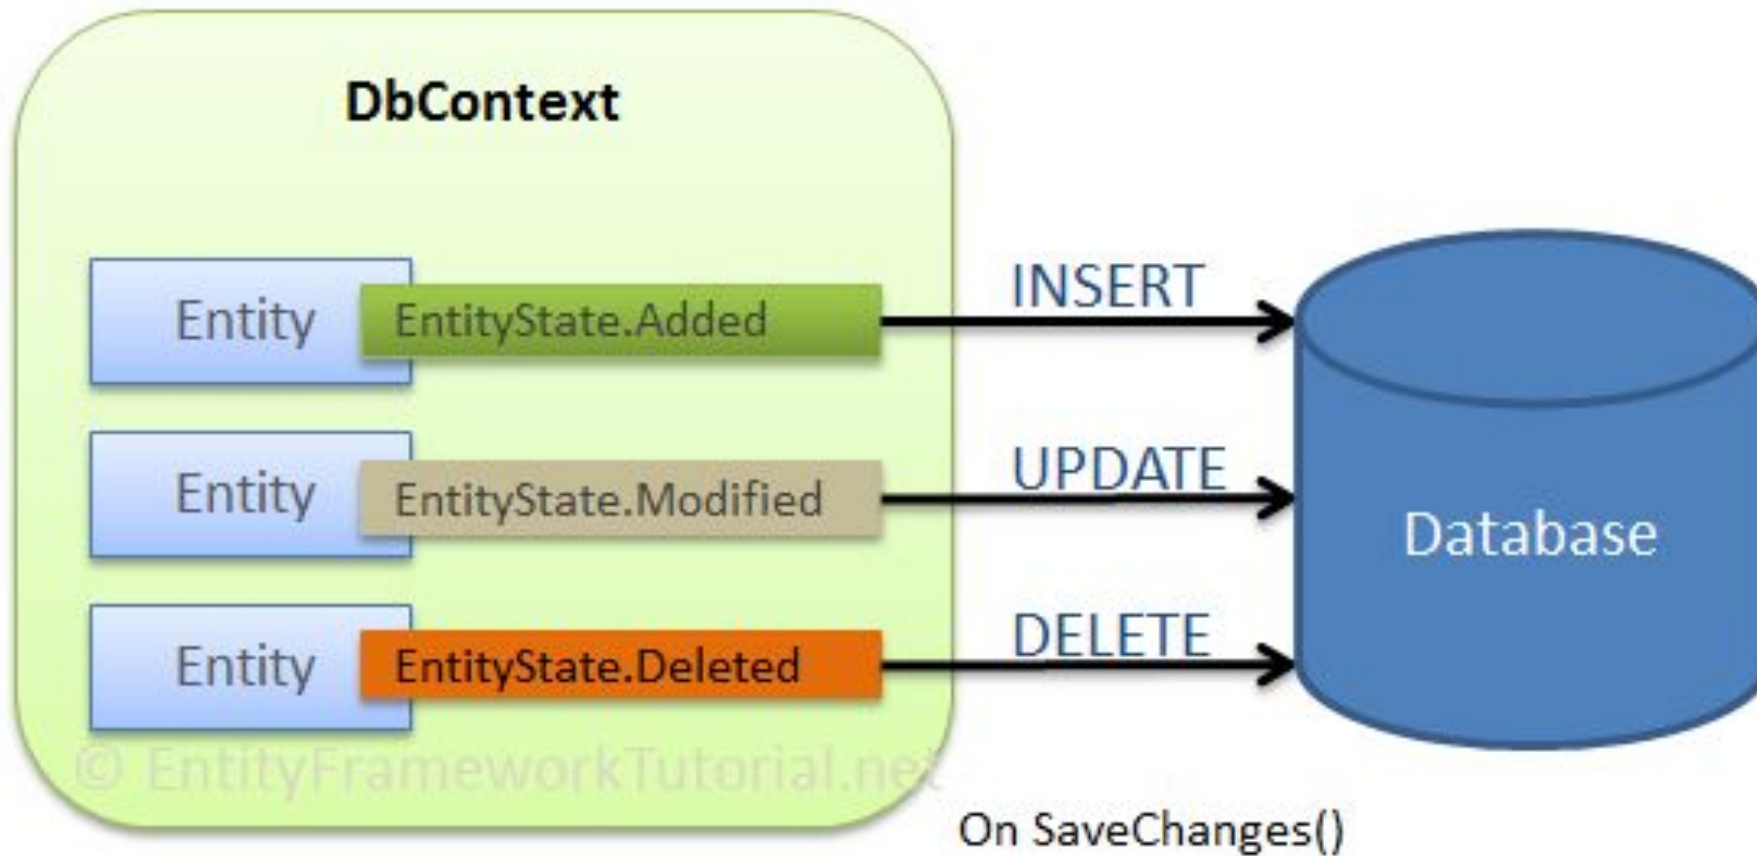 DbContext
Entity
EntityState.Added
INSERT
Entity
EntityState.Modified
UPDATE
Database
Entity
EntityState.Deleted
DELETE
© EntityFrameworkTutorial.net
On SaveChanges()